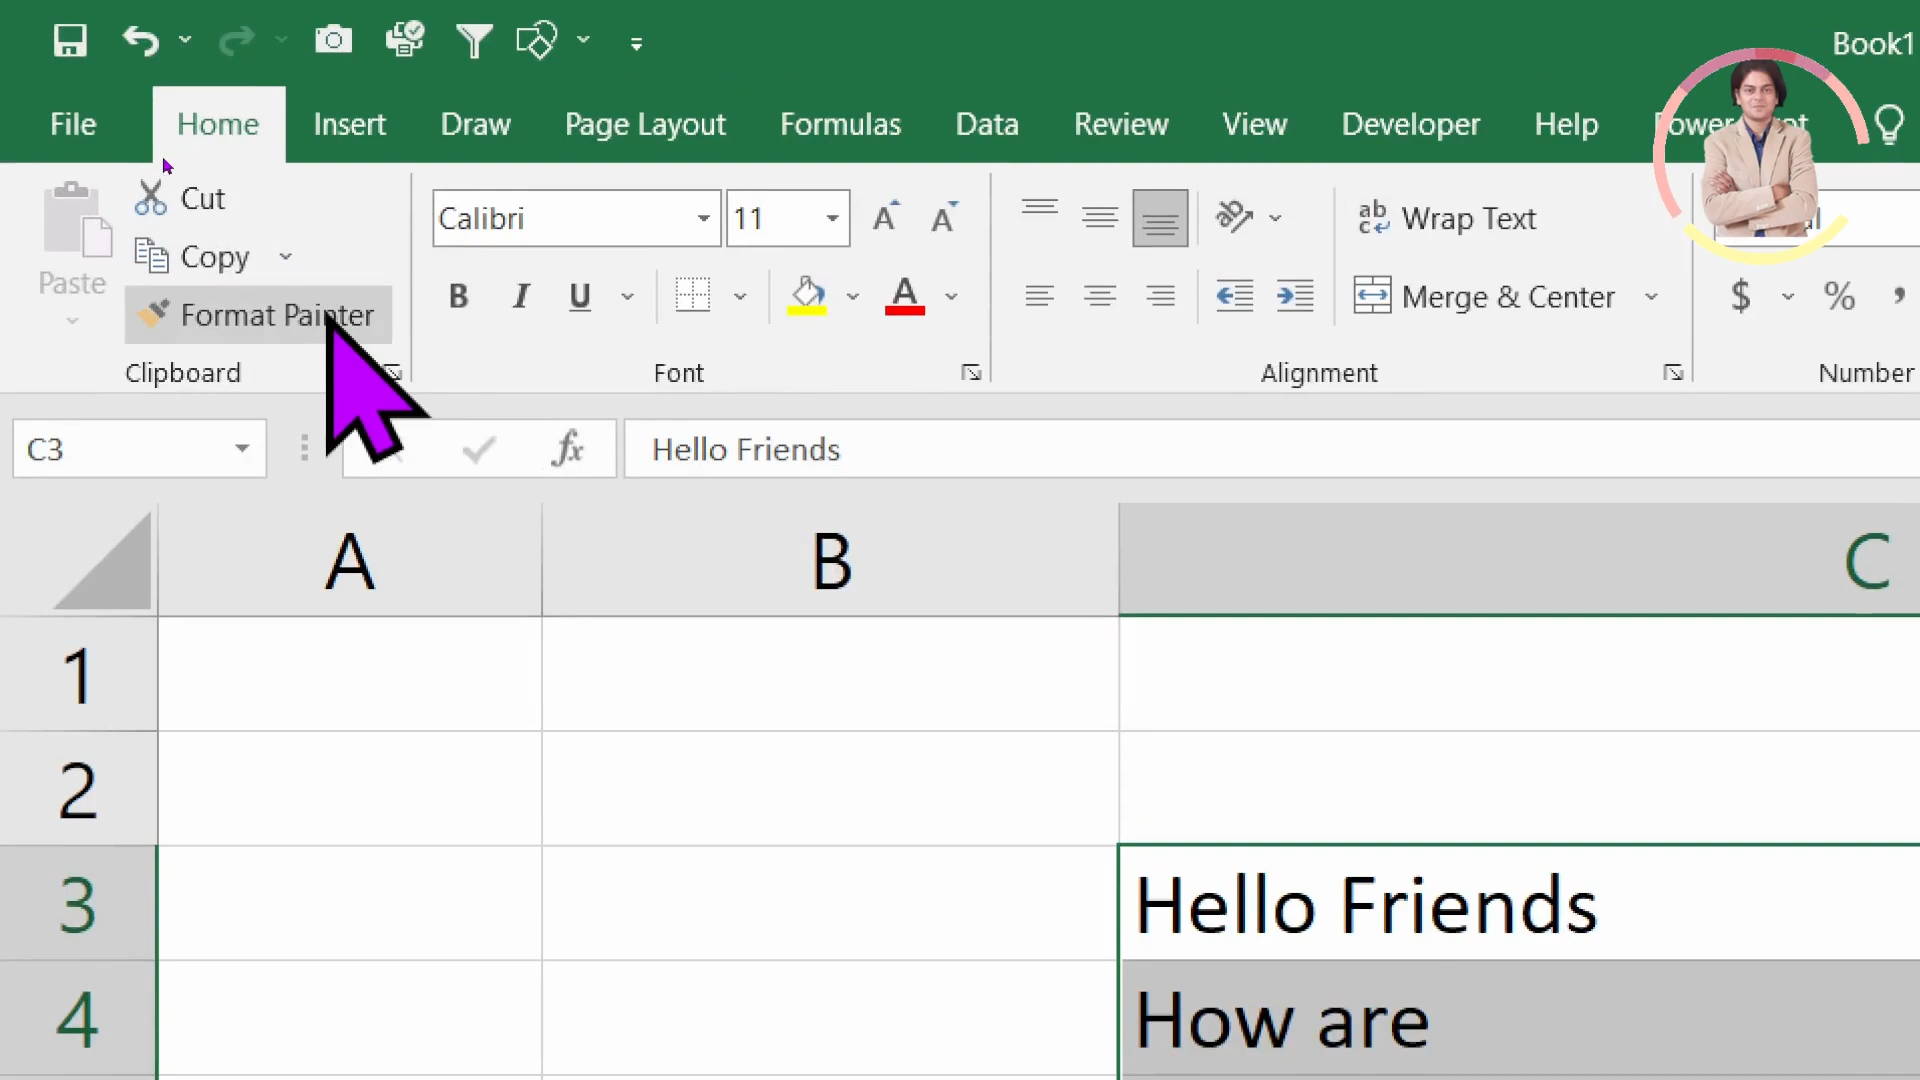 Book1
File Home Insert Draw Page Layout Formulas Data Review View Developer Help
Cut
Calibri 11 Wrap Text
Copy
Paste
Format Painter
B I U A Merge & Center $ % ,
Clipboard Font Alignment Number
C3 fx Hello Friends
A B C
1
2
3 Hello Friends
4 How are